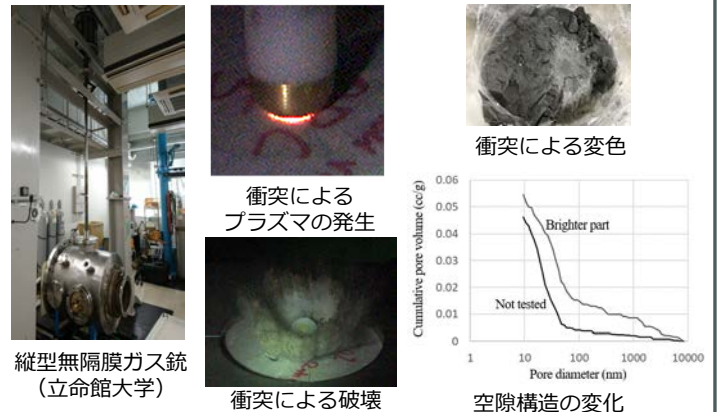 縦型無隔膜ガス銃
（立命館大学）
衝突による
プラズマの発生
衝突による破壊
衝突による変色
Cumulative pore volume (cc/g)
0.06
0.05
0.04
0.03
0.02
0.01
0
Brighter part
Not tested
1
10
100
1000
10000
Pore diameter (nm)
空隙構造の変化